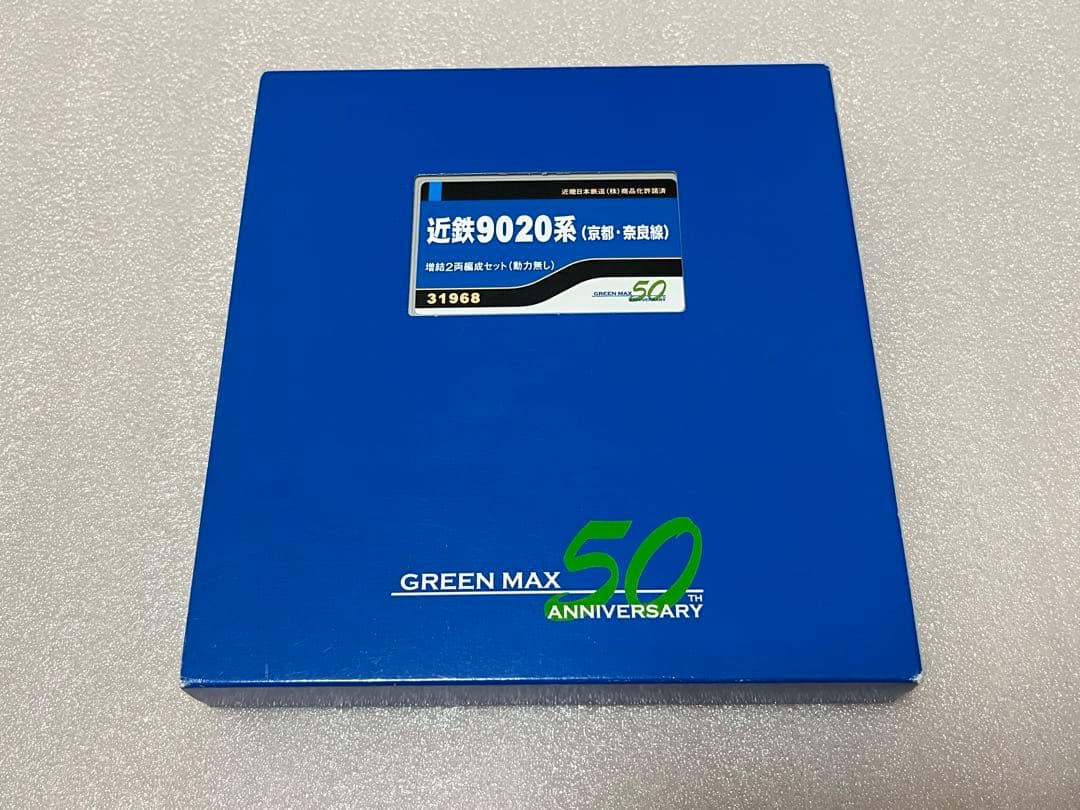 近畿日本鉄道(株)商品化許諾済
近鉄9020系(京都・奈良線)
増結2両編成セット(動力無し)
31968
GREEN MAX 50
ANNIVERSARY
GREEN MAX 50TH
ANNIVERSARY